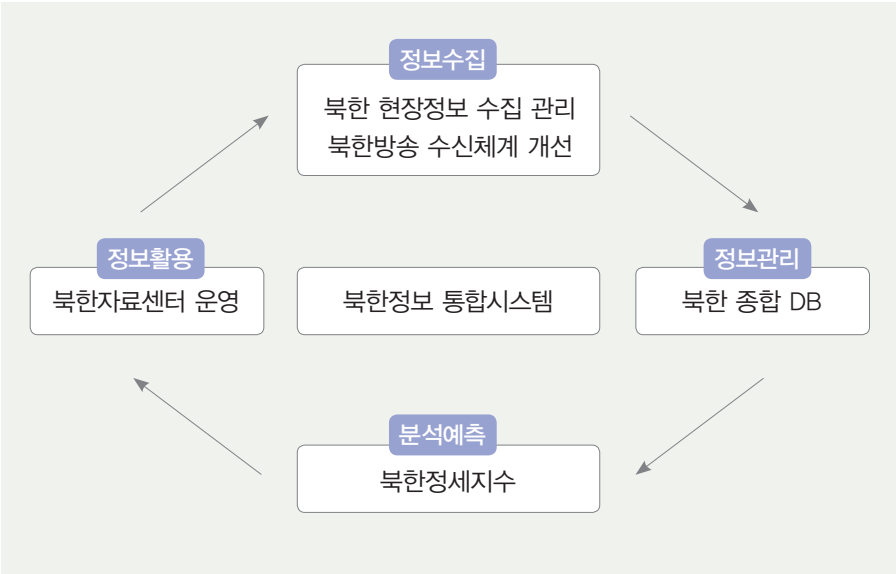 정보수집
북한 현장정보 수집 관리
북한방송 수신체계 개선
정보활용
북한자료센터 운영
북한정보 통합시스템
정보관리
북한 종합 DB
분석예측
북한정세지수